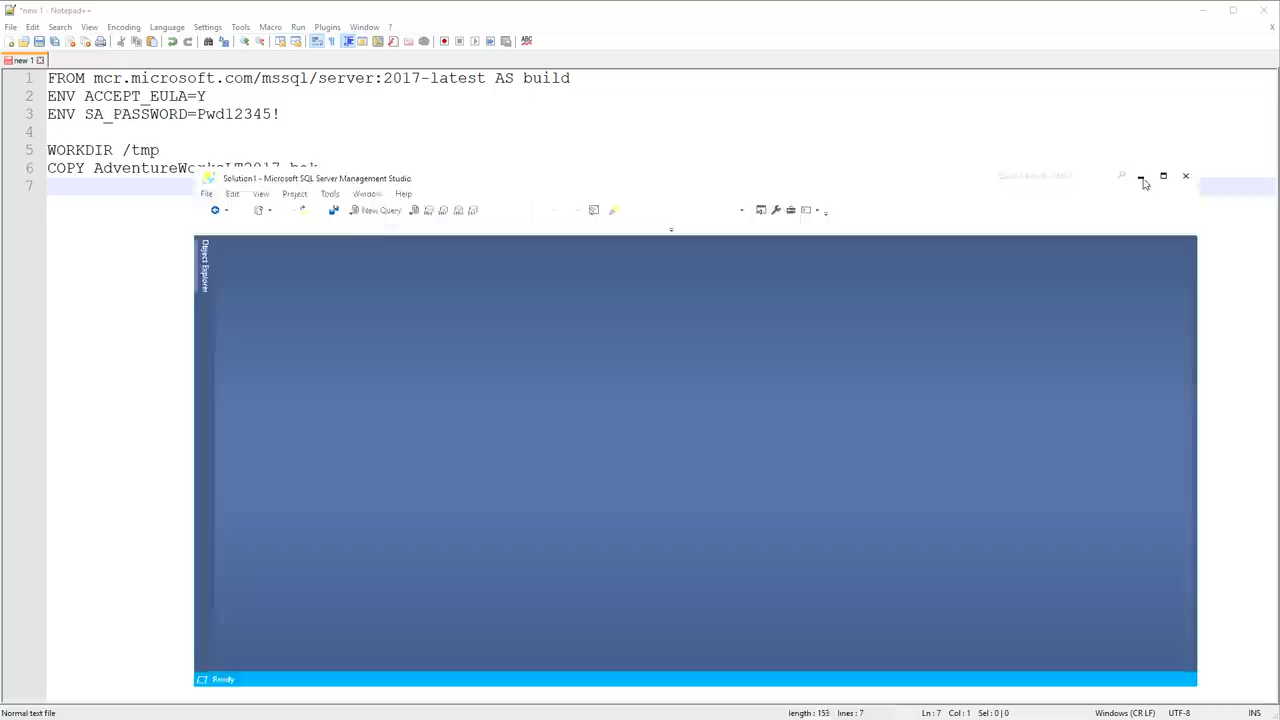 *new 1 - Notepad++
File Edit Search View Encoding Language Settings Tools Macro Run Plugins Window ?
new 1
1 FROM mcr.microsoft.com/mssql/server:2017-latest AS build
2 ENV ACCEPT_EULA=Y
3 ENV SA_PASSWORD=Pwd12345!
4
5 WORKDIR /tmp
6 COPY AdventureWorksLT2017.bak
7
Solution1 - Microsoft SQL Server Management Studio
File Edit View Project Tools Window Help
New Query
Object Explorer
Ready
Normal text file length : 153 lines : 7 Ln : 7 Col : 1 Sel : 0 | 0 Windows (CR LF) UTF-8 INS